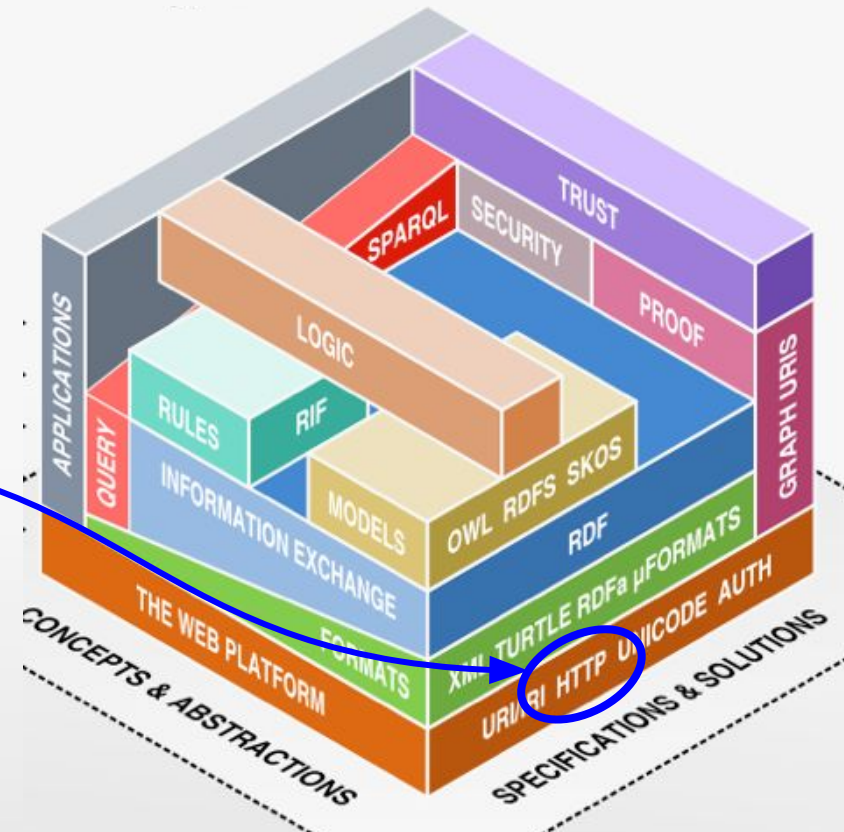 TRUST
SPARQL
SECURITY
PROOF
LOGIC
APPLICATIONS
GRAPH URIS
RULES
RIF
QUERY
INFORMATION EXCHANGE
MODELS
OWL RDFS SKOS
RDF
THE WEB PLATFORM
FORMATS
XML TURTLE RDFa μFORMATS
URI/IRI HTTP UNICODE AUTH
CONCEPTS & ABSTRACTIONS
SPECIFICATIONS & SOLUTIONS